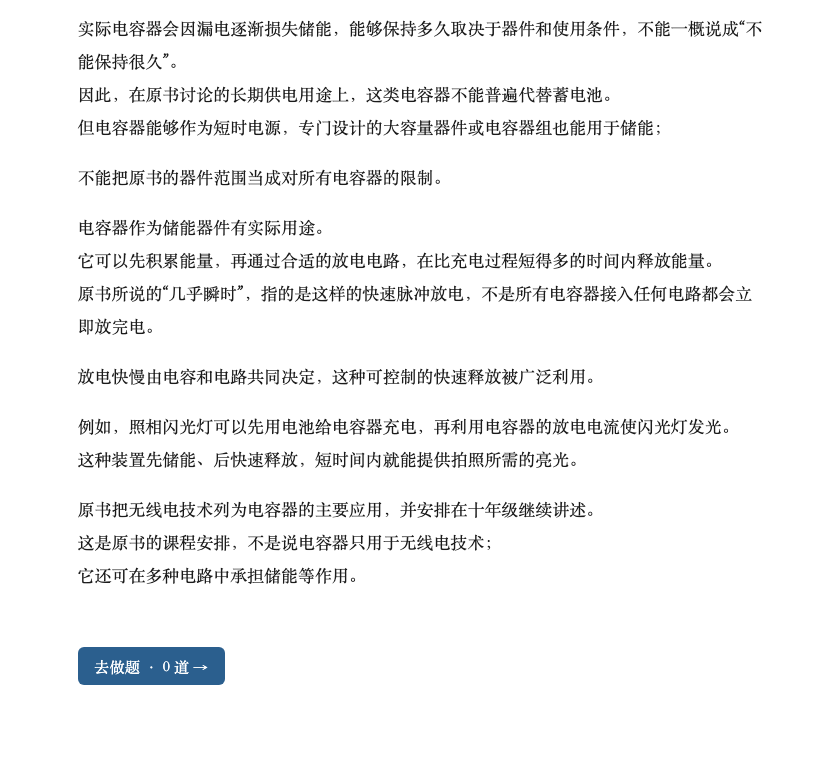 实际电容器会因漏电逐渐损失储能，能够保持多久取决于器件和使用条件，不能一概说成“不
能保持很久”。
因此，在原书讨论的长期供电用途上，这类电容器不能普遍代替蓄电池。
但电容器能够作为短时电源，专门设计的大容量器件或电容器组也能用于储能；
不能把原书的器件范围当成对所有电容器的限制。
电容器作为储能器件有实际用途。
它可以先积累能量，再通过合适的放电电路，在比充电过程短得多的时间内释放能量。
原书所说的“几乎瞬时”，指的是这样的快速脉冲放电，不是所有电容器接入任何电路都会立
即放完电。
放电快慢由电容和电路共同决定，这种可控制的快速释放被广泛利用。
例如，照相闪光灯可以先用电池给电容器充电，再利用电容器的放电电流使闪光灯发光。
这种装置先储能、后快速释放，短时间内就能提供拍照所需的亮光。
原书把无线电技术列为电容器的主要应用，并安排在十年级继续讲述。
这是原书的课程安排，不是说电容器只用于无线电技术；
它还可在多种电路中承担储能等作用。
去做题 · 0 道 →